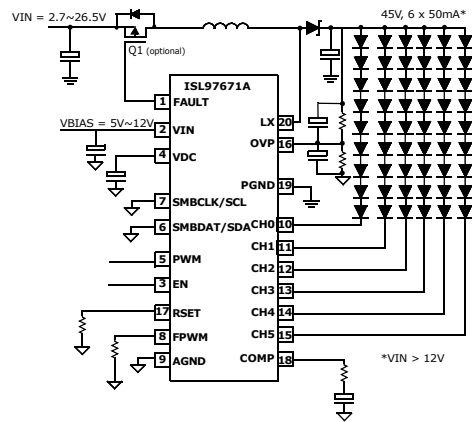 VIN = 2.7~26.5V
45V, 6 x 50mA*
Q1 (optional)
ISL97671A
1 FAULT
VBIAS = 5V~12V
2 VIN
LX 20
OVP 16
4 VDC
PGND 19
7 SMBCLK/SCL
CH0 10
6 SMBDAT/SDA
CH1 11
5 PWM
CH2 12
3 EN
CH3 13
17 RSET
CH4 14
8 FPWM
CH5 15
9 AGND
COMP 18
*VIN > 12V